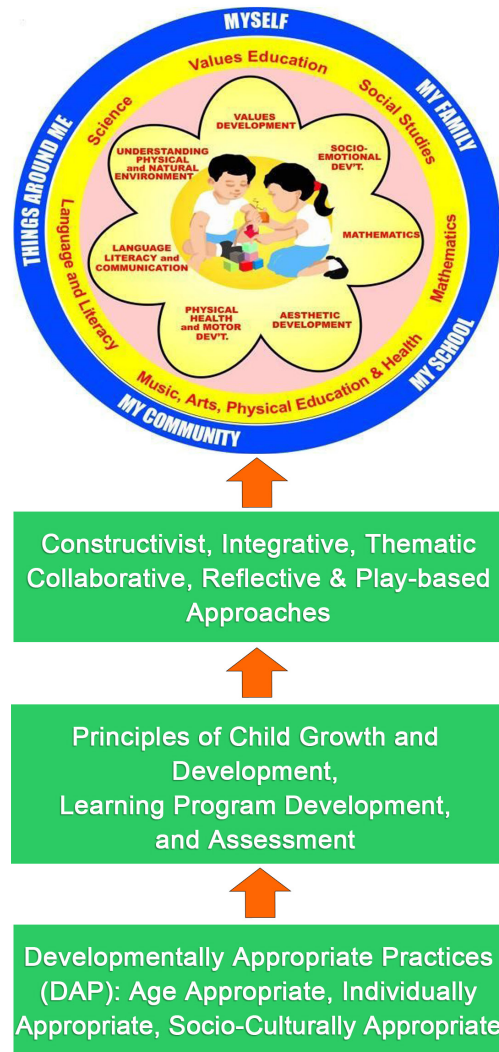 MYSELF
MY FAMILY
MY SCHOOL
MY COMMUNITY
THINGS AROUND ME
Values Education
Social Studies
Mathematics
Music, Arts, Physical Education & Health
Language and Literacy
Science
VALUES
DEVELOPMENT
SOCIO-
EMOTIONAL
DEV'T.
MATHEMATICS
AESTHETIC
DEVELOPMENT
PHYSICAL
HEALTH
and MOTOR
DEV'T.
LANGUAGE
LITERACY and
COMMUNICATION
UNDERSTANDING
PHYSICAL
and NATURAL
ENVIRONMENT
Constructivist, Integrative, Thematic
Collaborative, Reflective & Play-based
Approaches
Principles of Child Growth and
Development,
Learning Program Development,
and Assessment
Developmentally Appropriate Practices
(DAP): Age Appropriate, Individually
Appropriate, Socio-Culturally Appropriate